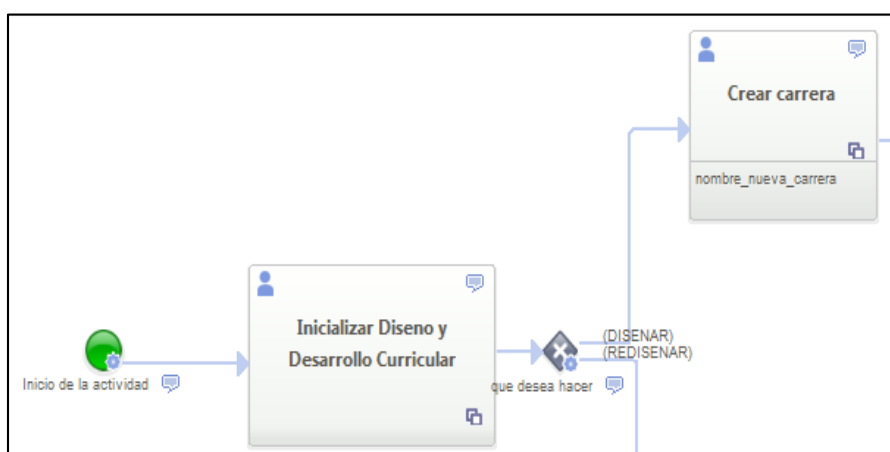 Crear carrera
nombre_nueva_carrera
Inicializar Diseno y
Desarrollo Curricular
(DISENAR)
(REDISENAR)
Inicio de la actividad
que desea hacer